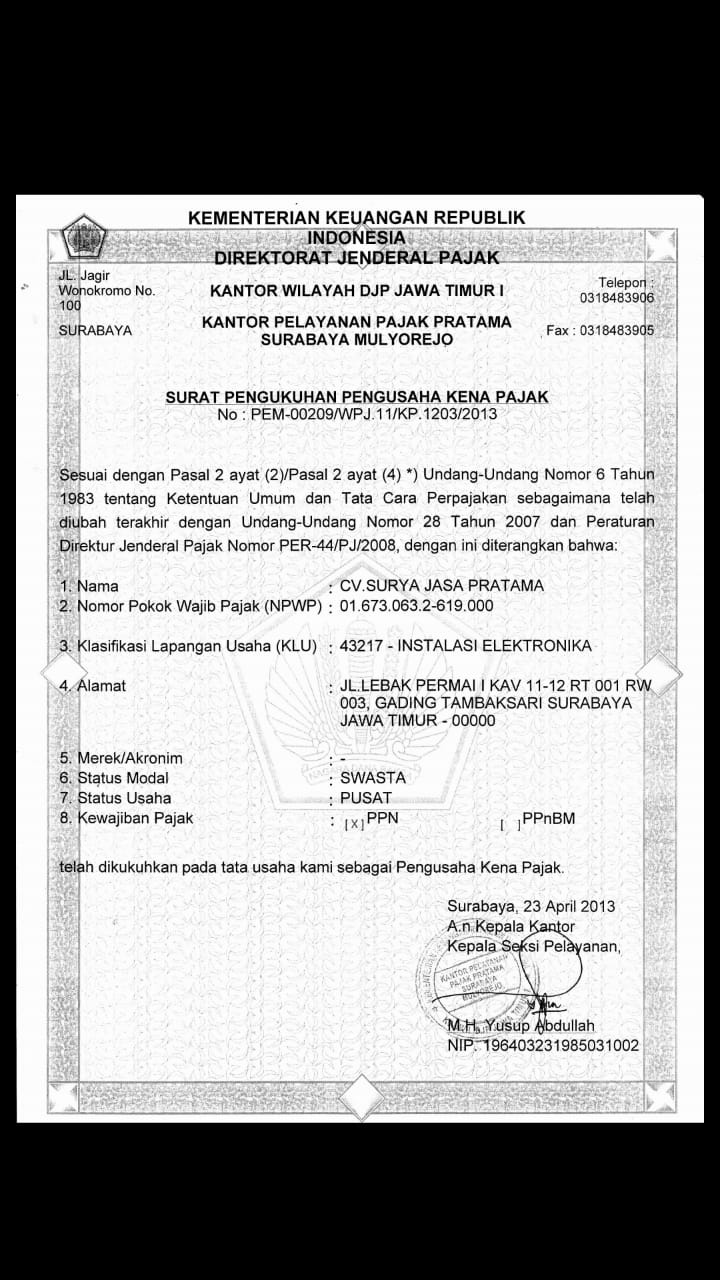 KEMENTERIAN KEUANGAN REPUBLIK
INDONESIA
DIREKTORAT JENDERAL PAJAK
JL. Jagir
Wonokromo No.
100
SURABAYA
KANTOR WILAYAH DJP JAWA TIMUR I
KANTOR PELAYANAN PAJAK PRATAMA
SURABAYA MULYOREJO
Telepon :
0318483906
Fax : 0318483905
SURAT PENGUKUHAN PENGUSAHA KENA PAJAK
No : PEM-00209/WPJ.11/KP.1203/2013
Sesuai dengan Pasal 2 ayat (2)/Pasal 2 ayat (4) *) Undang-Undang Nomor 6 Tahun
1983 tentang Ketentuan Umum dan Tata Cara Perpajakan sebagaimana telah
diubah terakhir dengan Undang-Undang Nomor 28 Tahun 2007 dan Peraturan
Direktur Jenderal Pajak Nomor PER-44/PJ/2008, dengan ini diterangkan bahwa:
1. Nama : CV.SURYA JASA PRATAMA
2. Nomor Pokok Wajib Pajak (NPWP) : 01.673.063.2-619.000
3. Klasifikasi Lapangan Usaha (KLU) : 43217 - INSTALASI ELEKTRONIKA
4. Alamat : JL.LEBAK PERMAI I KAV 11-12 RT 001 RW
003, GADING TAMBAKSARI SURABAYA
JAWA TIMUR - 00000
5. Merek/Akronim : -
6. Status Modal : SWASTA
7. Status Usaha : PUSAT
8. Kewajiban Pajak : [X] PPN [ ] PPnBM
telah dikukuhkan pada tata usaha kami sebagai Pengusaha Kena Pajak.
Surabaya, 23 April 2013
A.n Kepala Kantor
Kepala Seksi Pelayanan,
KANTOR PELAYANAN
PAJAK PRATAMA
SURABAYA
MULYOREJO
M.H. Yusup Abdullah
NIP. 196403231985031002